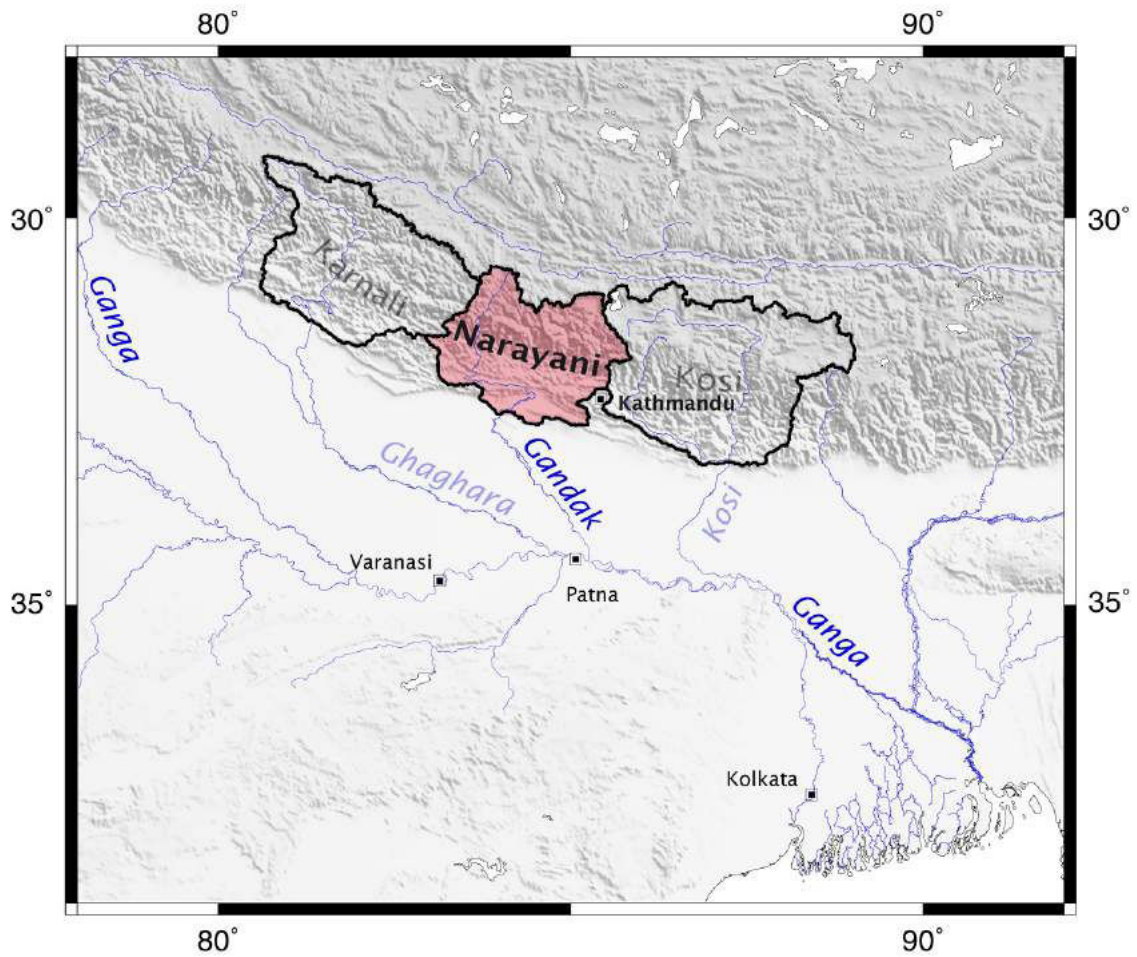 80°
90°
30°
30°
Karnali
Ganga
Narayani
Kosi
Kathmandu
Ghaghara
Gandak
Kosi
Varanasi
Patna
35°
35°
Ganga
Kolkata
80°
90°